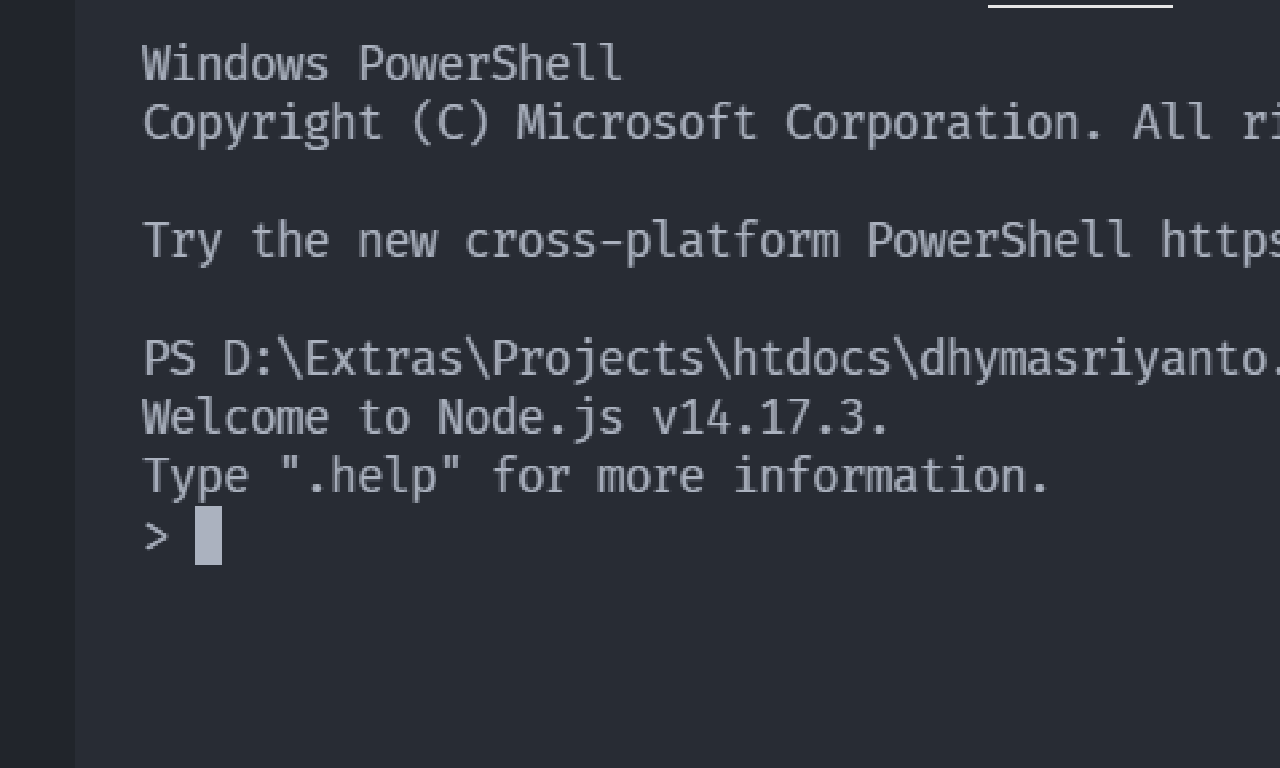 Windows PowerShell
Copyright (C) Microsoft Corporation. All ri
Try the new cross-platform PowerShell https
PS D:\Extras\Projects\htdocs\dhymasriyanto.
Welcome to Node.js v14.17.3.
Type ".help" for more information.
>